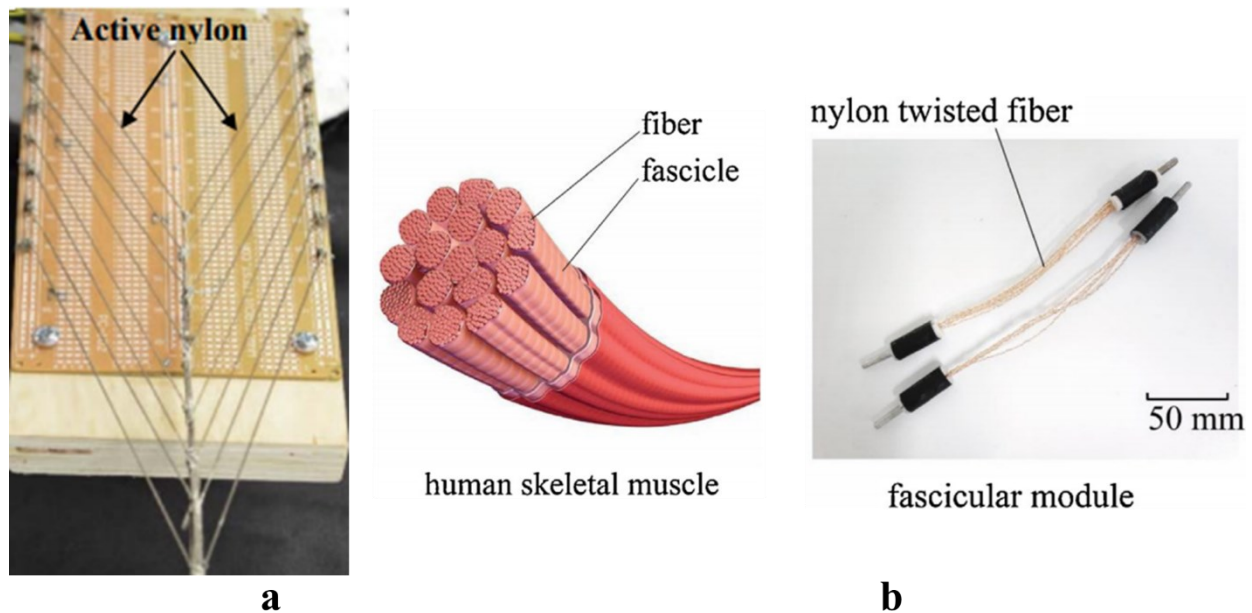 Active nylon
fiber
fascicle
human skeletal muscle
nylon twisted fiber
50 mm
fascicular module
a
b